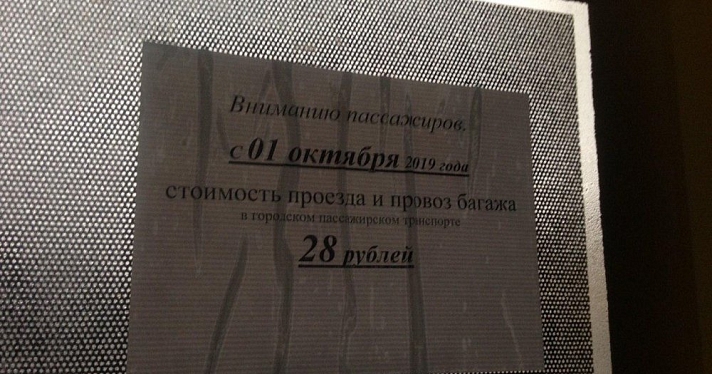 Вниманию пассажиров.
с 01 октября 2019 года
стоимость проезда и провоз багажа
в городском пассажирском транспорте
28 рублей